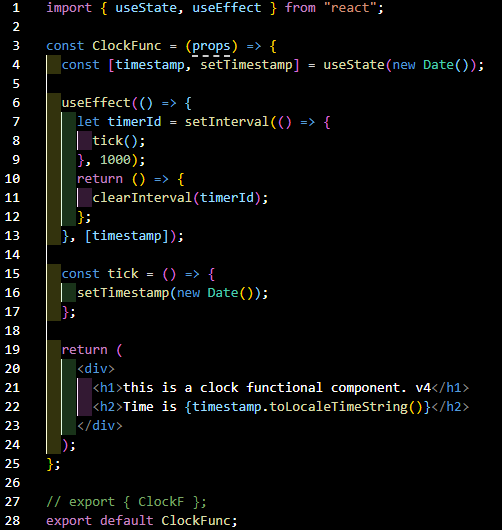 1 import { useState, useEffect } from "react";
2
3 const ClockFunc = (props) => {
4   const [timestamp, setTimestamp] = useState(new Date());
5
6   useEffect(() => {
7     let timerId = setInterval(() => {
8       tick();
9     }, 1000);
10     return () => {
11       clearInterval(timerId);
12     };
13   }, [timestamp]);
14
15   const tick = () => {
16     setTimestamp(new Date());
17   };
18
19   return (
20     <div>
21       <h1>this is a clock functional component. v4</h1>
22       <h2>Time is {timestamp.toLocaleTimeString()}</h2>
23     </div>
24   );
25 };
26
27 // export { ClockF };
28 export default ClockFunc;